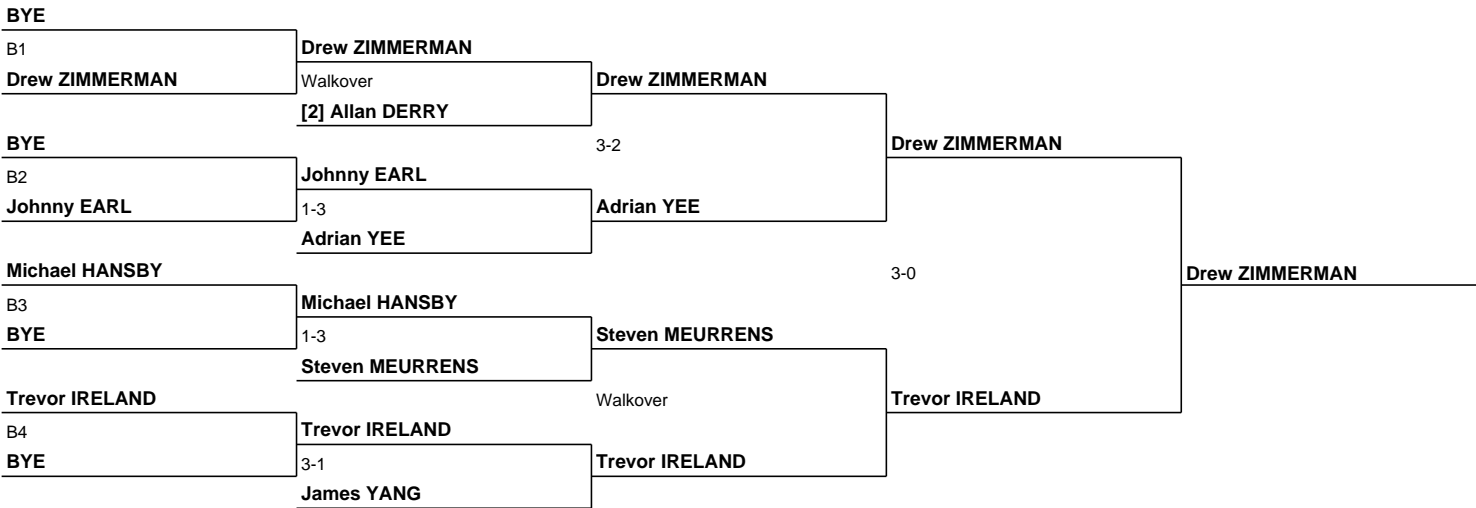 BYE
B1
Drew ZIMMERMAN
Drew ZIMMERMAN
Walkover
[2] Allan DERRY
Drew ZIMMERMAN
BYE
B2
Johnny EARL
Johnny EARL
1-3
Adrian YEE
3-2
Adrian YEE
Drew ZIMMERMAN
Michael HANSBY
B3
BYE
Michael HANSBY
1-3
Steven MEURRENS
Steven MEURRENS
Trevor IRELAND
B4
BYE
Trevor IRELAND
3-1
James YANG
Walkover
Trevor IRELAND
3-0
Trevor IRELAND
Drew ZIMMERMAN